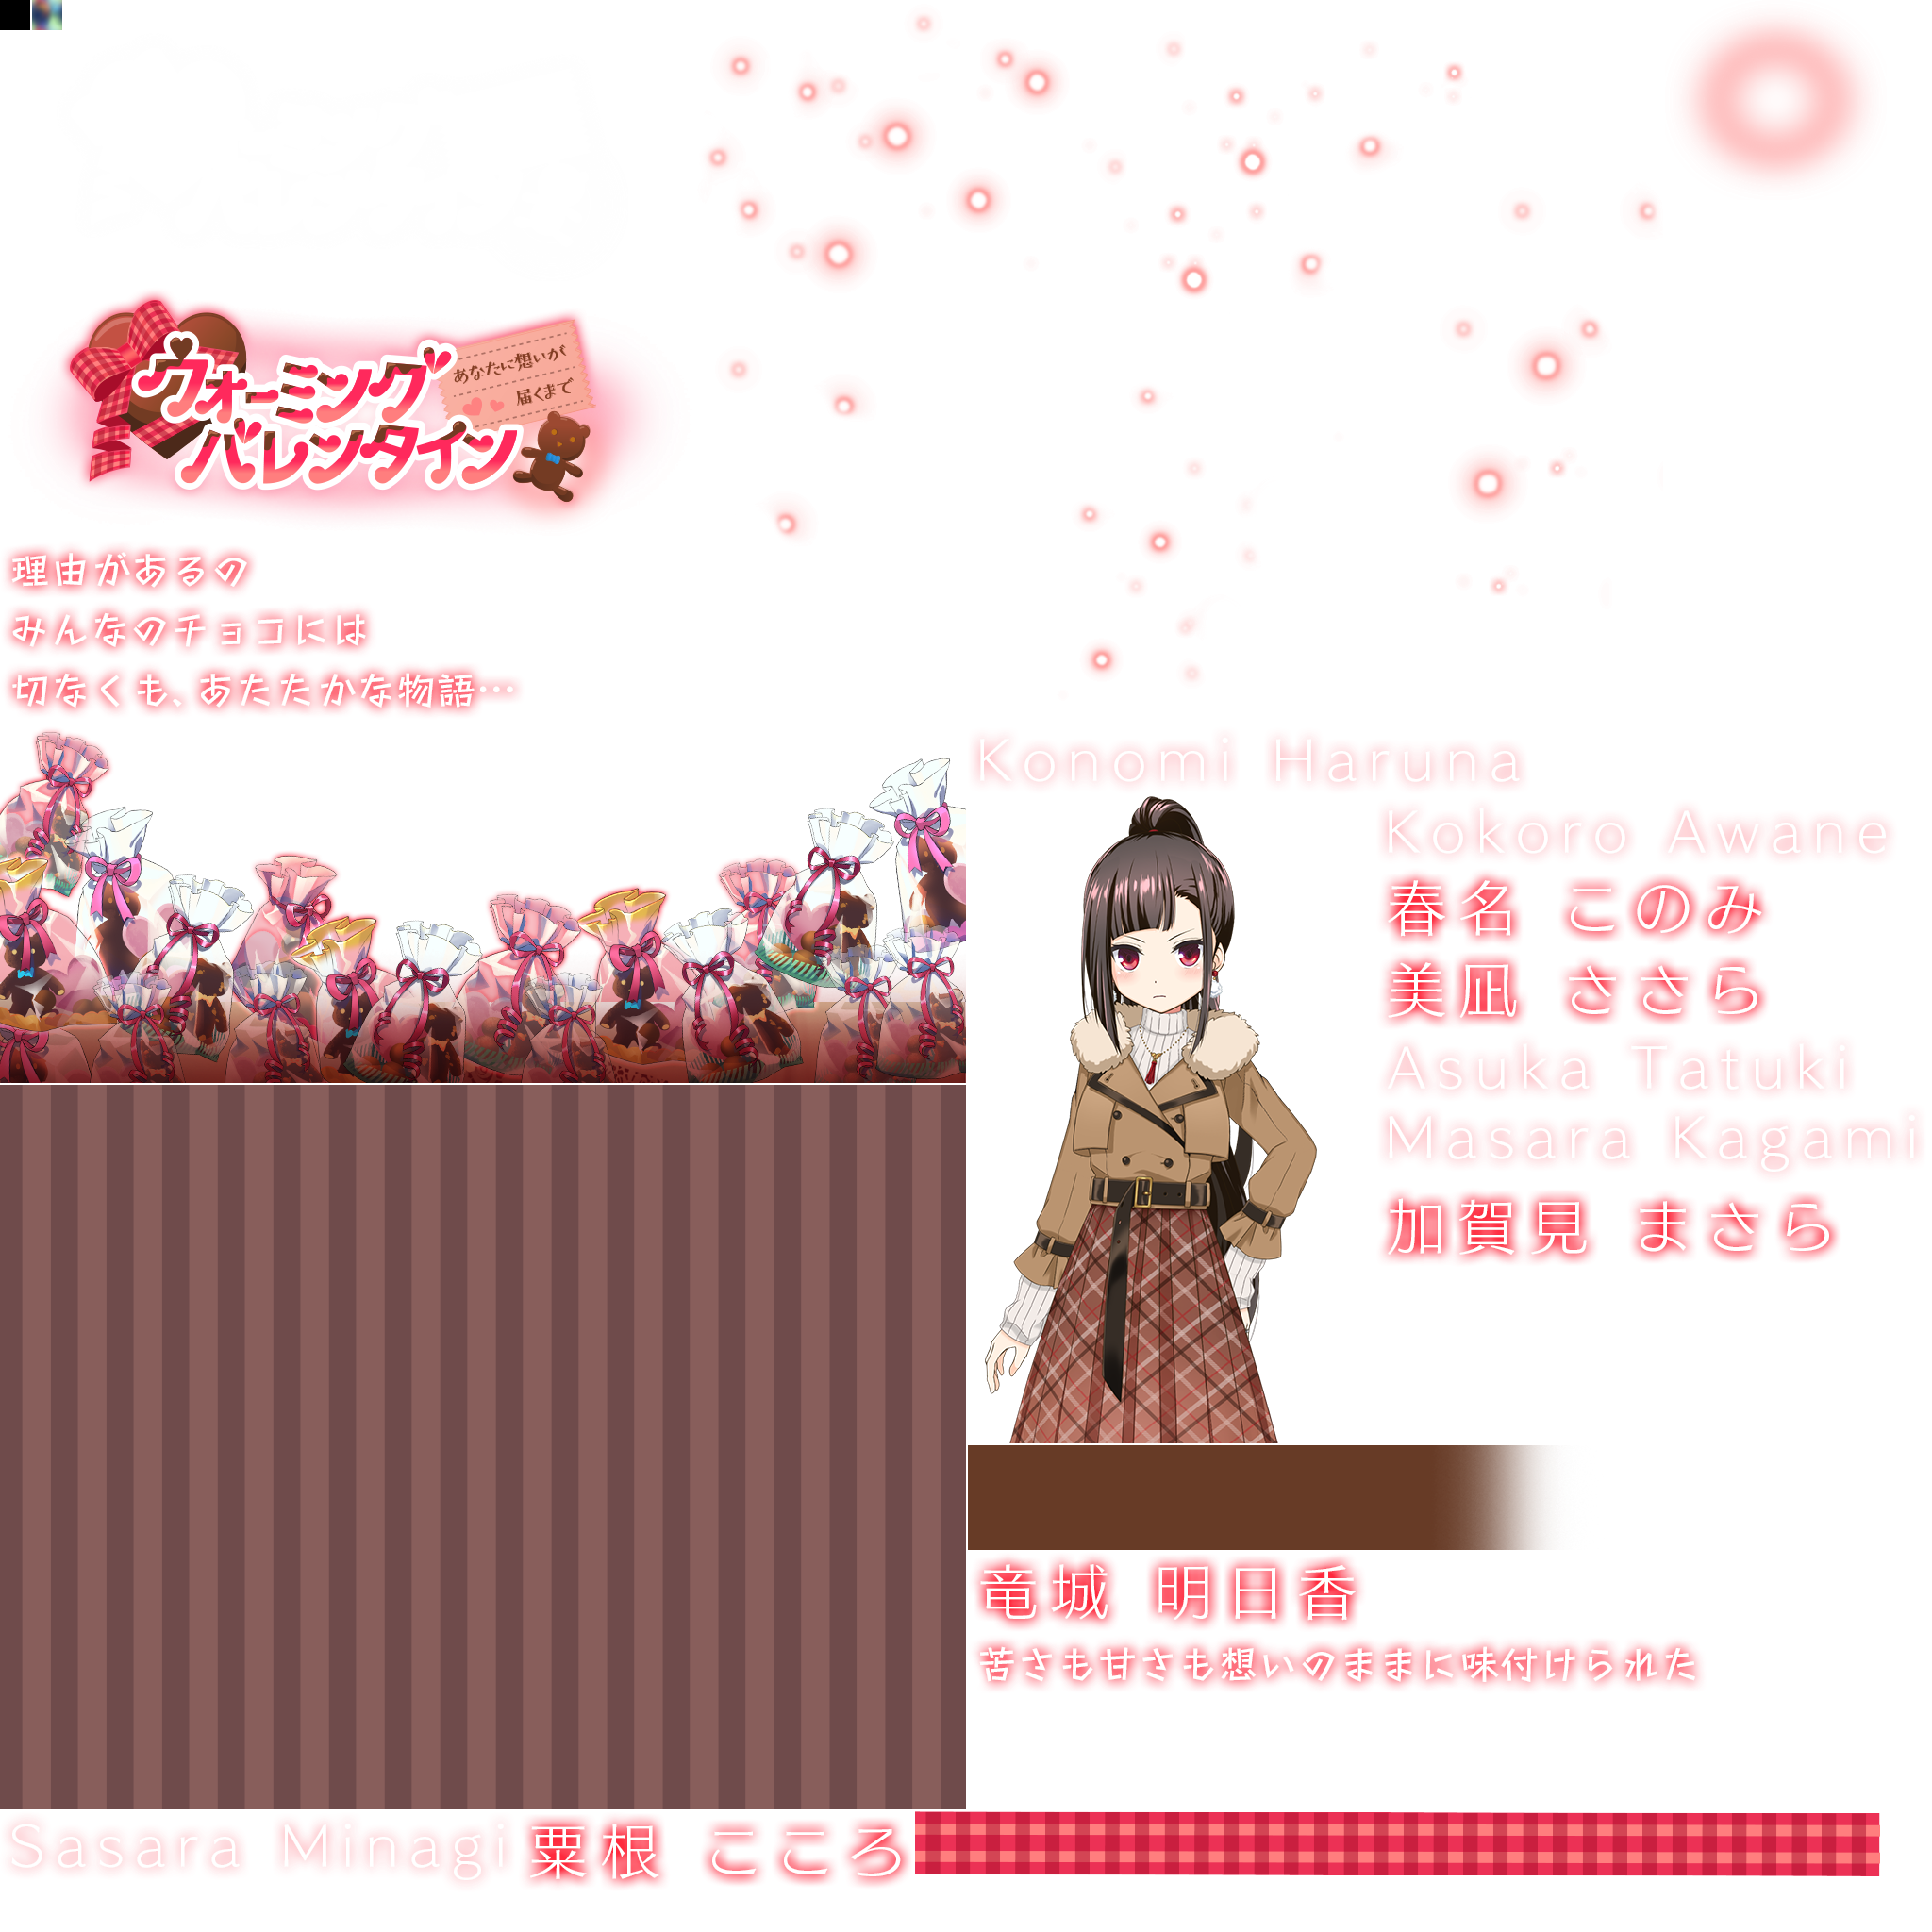 あなたに想いが
届くまで
ウォーミング
バレンタイン
理由があるの
みんなのチョコには
切なくも、あたたかな物語…
Konomi Haruna
Kokoro Awane
春名 このみ
美凪 ささら
Asuka Tatuki
Masara Kagami
加賀見 まさら
竜城 明日香
苦さも甘さも想いのままに味付けられた
Sasara Minagi
粟根 こころ